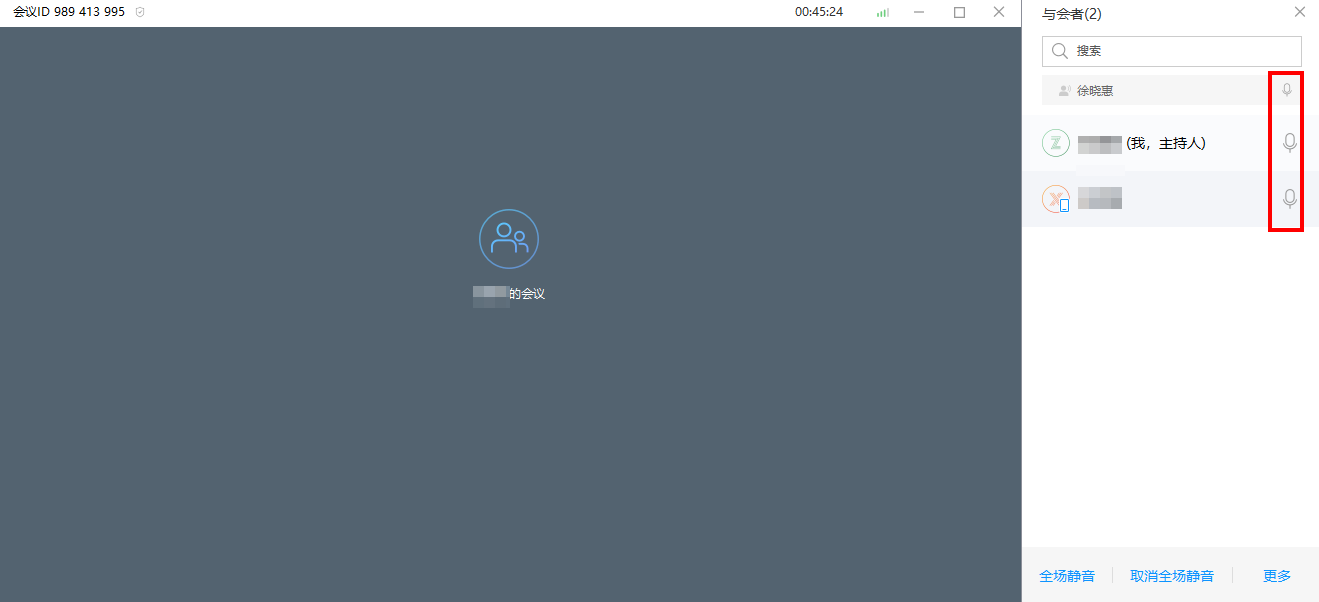 会议ID 989 413 995
00:45:24
的会议
与会者(2)
搜索
徐晓惠
Z
(我，主持人)
X
全场静音
取消全场静音
更多